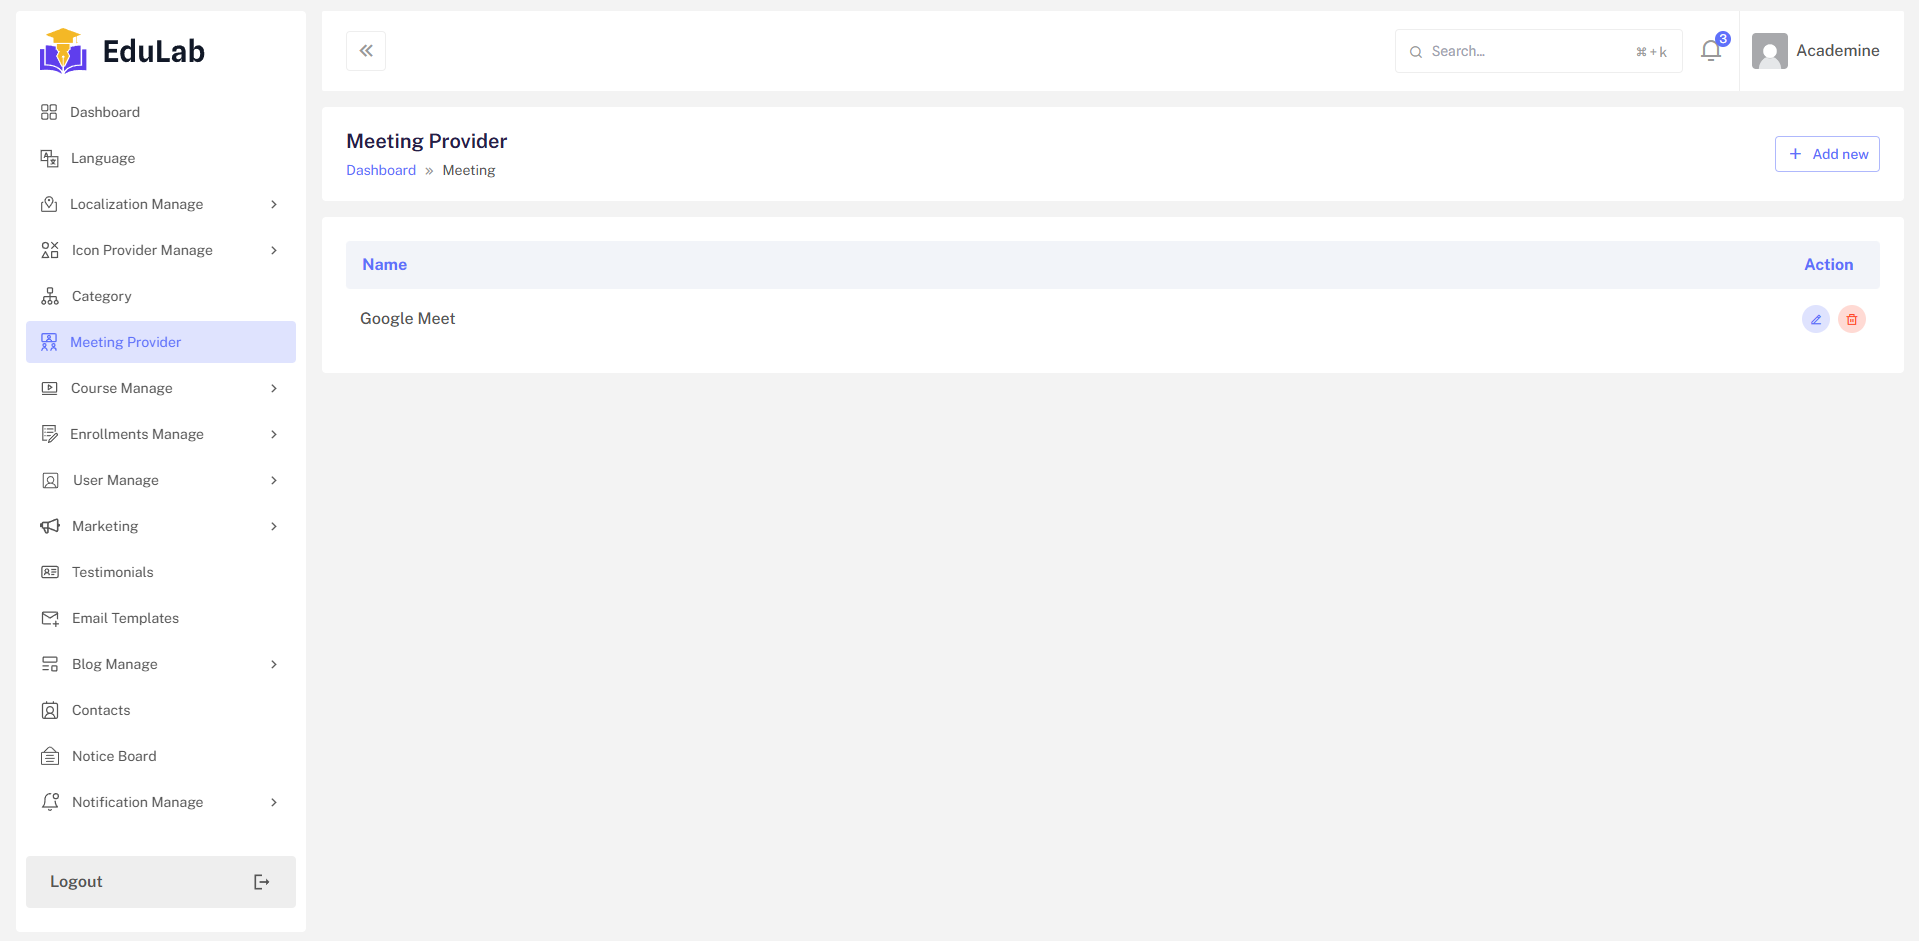 EduLab
Dashboard
Language
Localization Manage
Icon Provider Manage
Category
Meeting Provider
Course Manage
Enrollments Manage
User Manage
Marketing
Testimonials
Email Templates
Blog Manage
Contacts
Notice Board
Notification Manage
Logout
Search...
⌘ + k
3
Academine
Meeting Provider
Dashboard » Meeting
+ Add new
Name Action
Google Meet